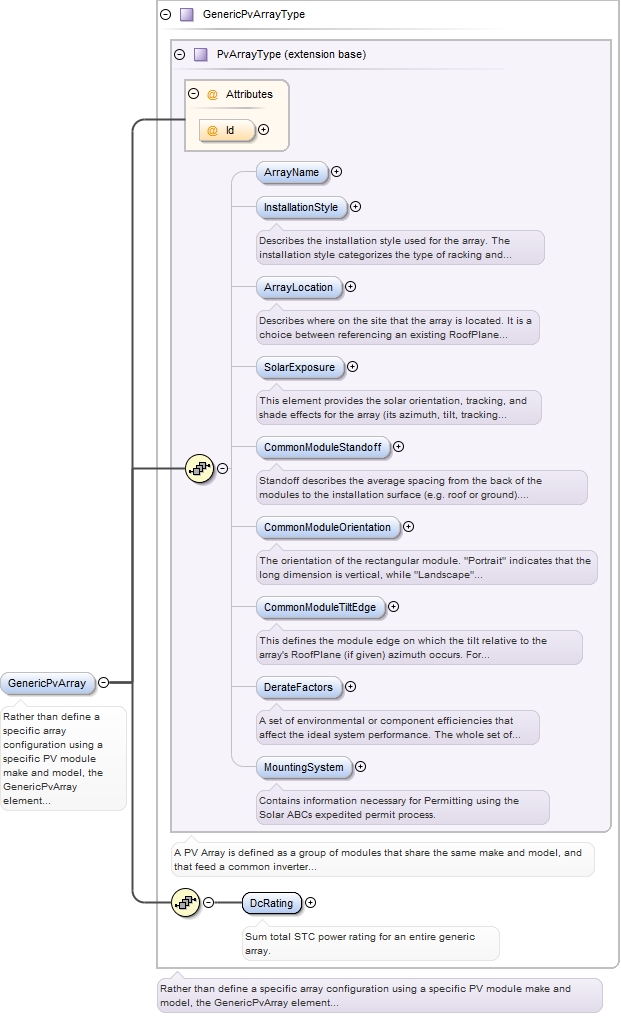 GenericPvArrayType
PvArrayType (extension base)
@ Attributes
@ Id
ArrayName
InstallationStyle
Describes the installation style used for the array. The
installation style categorizes the type of racking and...
ArrayLocation
Describes where on the site that the array is located. It is a
choice between referencing an existing RoofPlane...
SolarExposure
This element provides the solar orientation, tracking, and
shade effects for the array (its azimuth, tilt, tracking...
CommonModuleStandoff
Standoff describes the average spacing from the back of the
modules to the installation surface (e.g. roof or ground)....
CommonModuleOrientation
The orientation of the rectangular module. "Portrait" indicates that the
long dimension is vertical, while "Landscape"...
CommonModuleTiltEdge
This defines the module edge on which the tilt relative to the
array's RoofPlane (if given) azimuth occurs. For...
GenericPvArray
Rather than define a
specific array
configuration using a
specific PV module
make and model, the
GenericPvArray
element...
DerateFactors
A set of environmental or component efficiencies that
affect the ideal system performance. The whole set of...
MountingSystem
Contains information necessary for Permitting using the
Solar ABCs expedited permit process.
A PV Array is defined as a group of modules that share the same make and model, and
that feed a common inverter...
DcRating
Sum total STC power rating for an entire generic
array.
Rather than define a specific array configuration using a specific PV module make and
model, the GenericPvArray element...